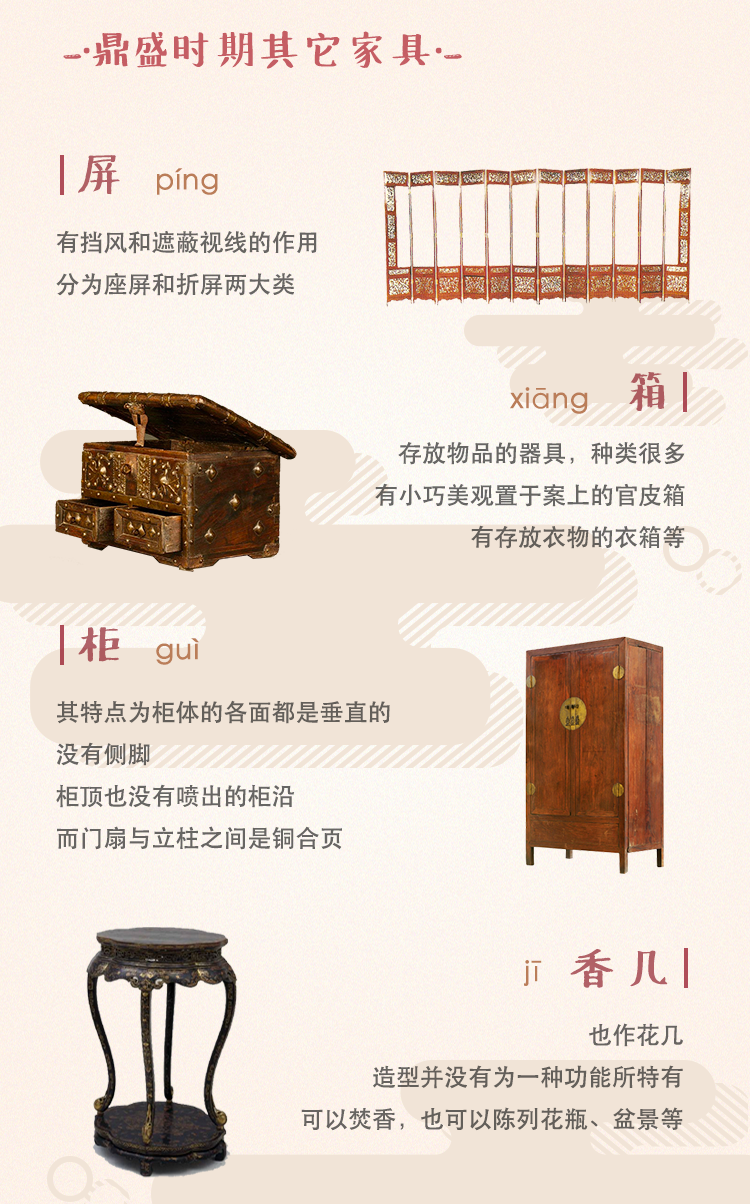 鼎盛时期其它家具
屏 píng
有挡风和遮蔽视线的作用
分为座屏和折屏两大类
xiāng 箱
存放物品的器具，种类很多
有小巧美观置于案上的官皮箱
有存放衣物的衣箱等
柜 guì
其特点为柜体的各面都是垂直的
没有侧脚
柜顶也没有喷出的柜沿
而门扇与立柱之间是铜合页
jī 香几
也作花几
造型并没有为一种功能所特有
可以焚香，也可以陈列花瓶、盆景等